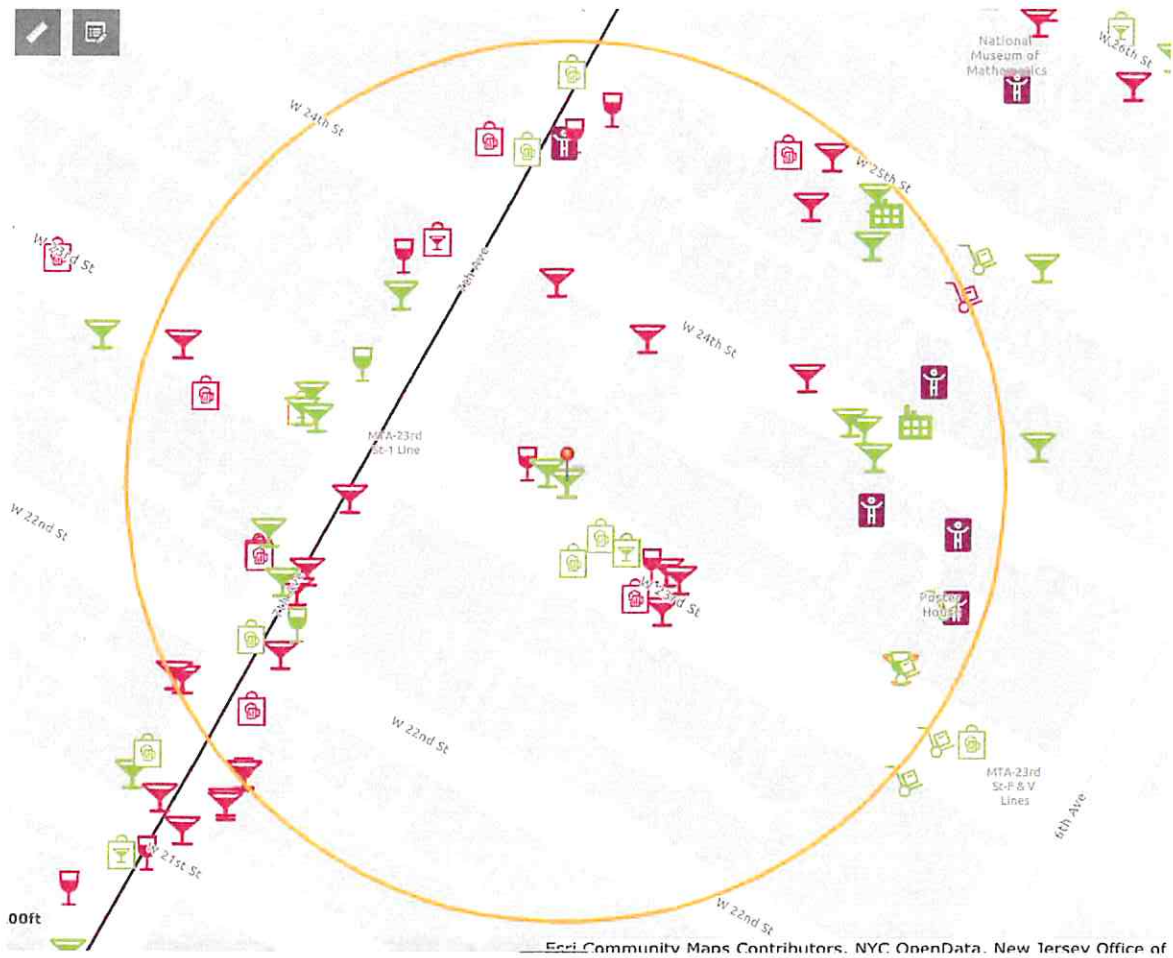 National
Museum of
Mathematics
W 26th St
W 24th St
W 25th St
W 23rd St
7th Ave
W 24th St
MTA-23rd
St-1 Line
W 22nd St
W 23rd St
Poster
House
W 22nd St
MTA-23rd
St-F & V
Lines
6th Ave
W 21st St
W 22nd St
00ft
Esri Community Maps Contributors, NYC OpenData, New Jersey Office of